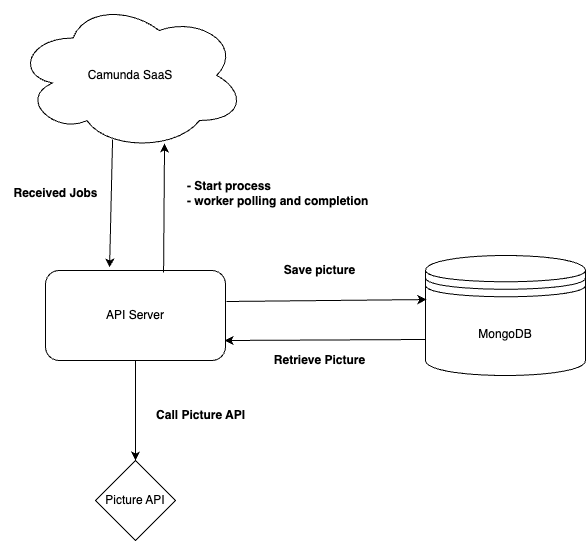 Camunda SaaS
Received Jobs
- Start process
- worker polling and completion
Save picture
API Server
MongoDB
Retrieve Picture
Call Picture API
Picture API